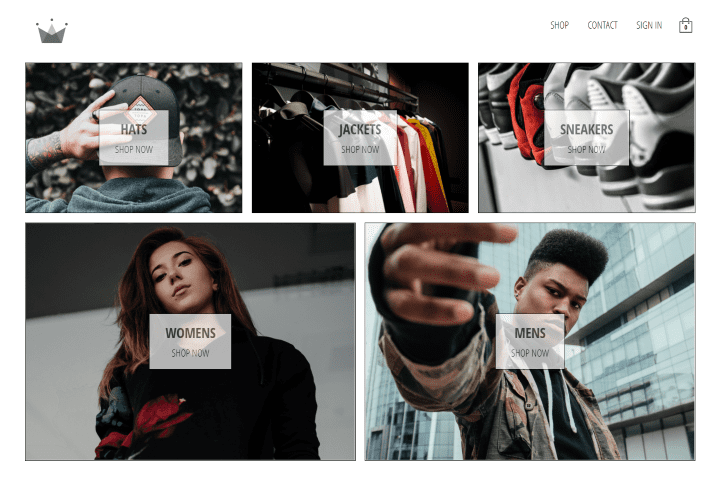 SHOP CONTACT SIGN IN
0
HATS
SHOP NOW
JACKETS
SHOP NOW
SNEAKERS
SHOP NOW
WOMENS
SHOP NOW
MENS
SHOP NOW